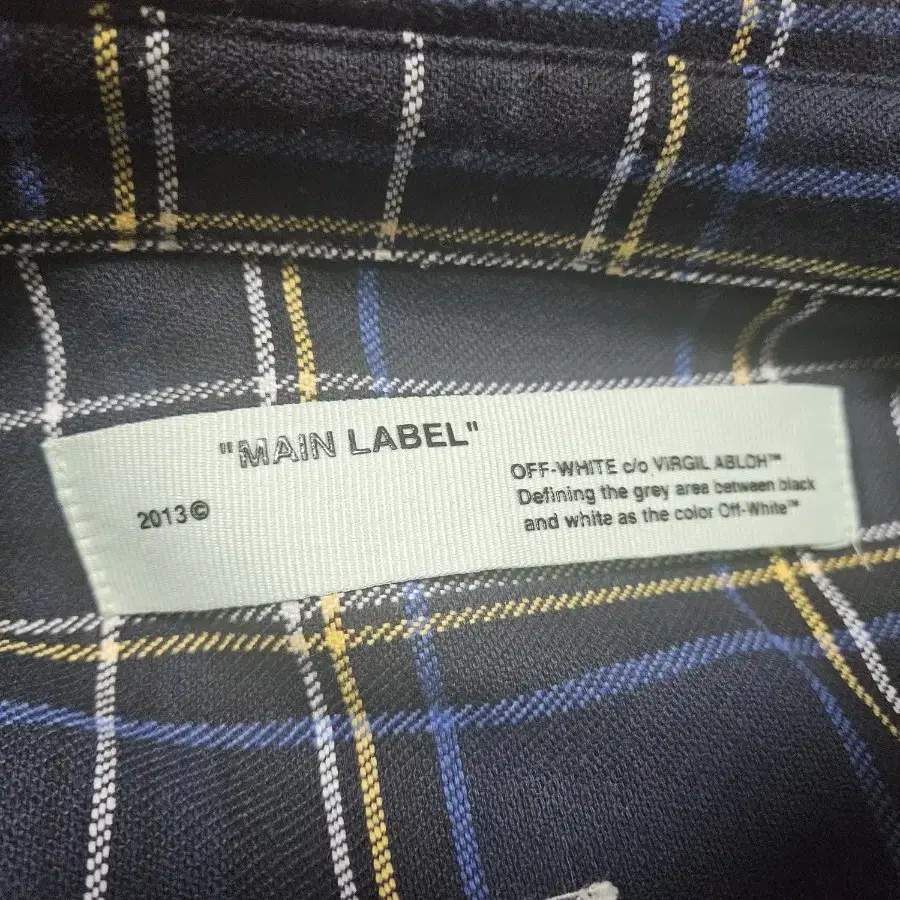 "MAIN LABEL"
2013©
OFF-WHITE c/o VIRGIL ABLOH™
Defining the grey area between black
and white as the color Off-White™